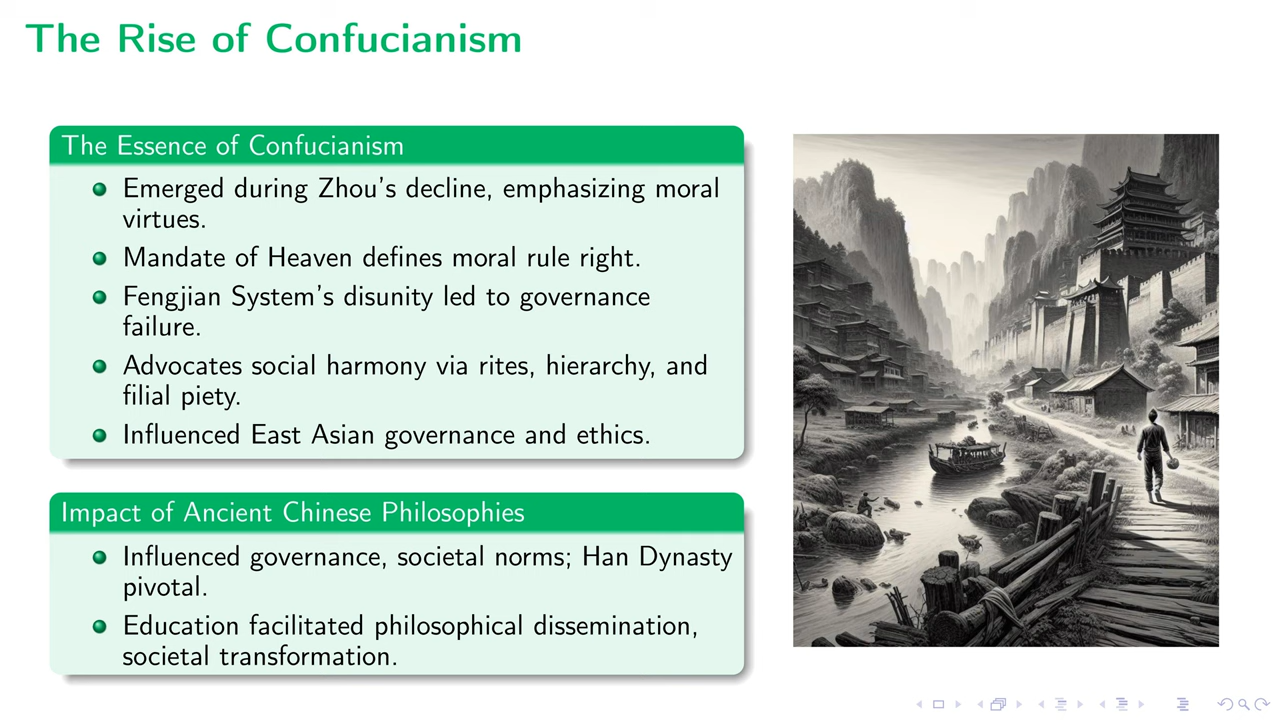 The Rise of Confucianism
The Essence of Confucianism
Emerged during Zhou's decline, emphasizing moral
virtues.
Mandate of Heaven defines moral rule right.
Fengjian System's disunity led to governance
failure.
Advocates social harmony via rites, hierarchy, and
filial piety.
Influenced East Asian governance and ethics.
Impact of Ancient Chinese Philosophies
Influenced governance, societal norms; Han Dynasty
pivotal.
Education facilitated philosophical dissemination,
societal transformation.